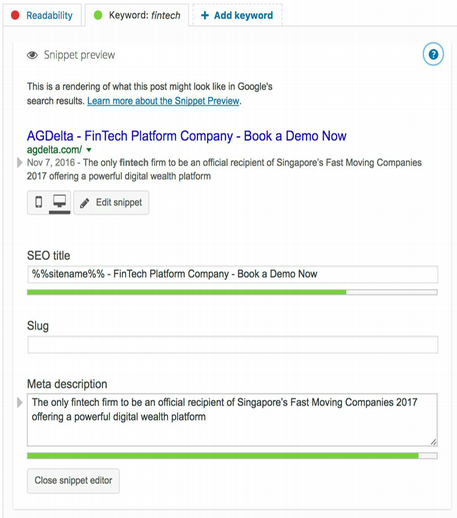 Readability
Keyword: fintech
+ Add keyword
Snippet preview
?
This is a rendering of what this post might look like in Google's
search results. Learn more about the Snippet Preview.
AGDelta - FinTech Platform Company - Book a Demo Now
agdelta.com/
Nov 7, 2016 - The only fintech firm to be an official recipient of Singapore's Fast Moving Companies
2017 offering a powerful digital wealth platform
Edit snippet
SEO title
%%sitename%% - FinTech Platform Company - Book a Demo Now
Slug
Meta description
The only fintech firm to be an official recipient of Singapore's Fast Moving Companies 2017
offering a powerful digital wealth platform
Close snippet editor